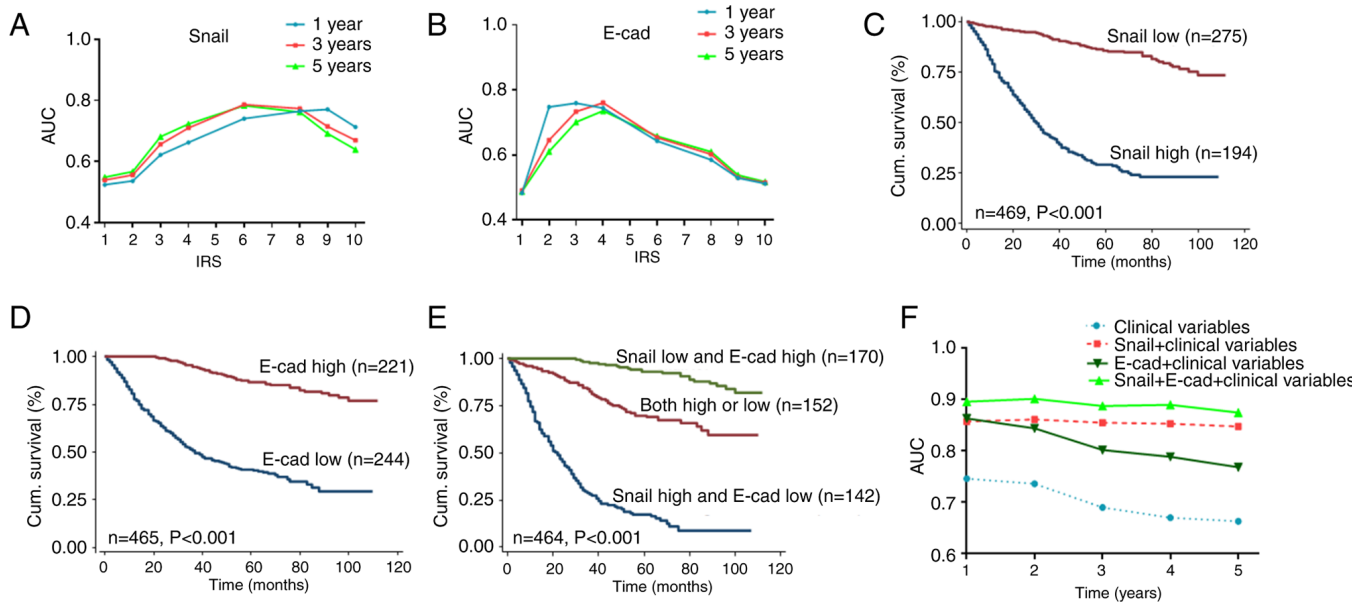 A
Snail
1 year
3 years
5 years
1.0
0.8
0.6
0.4
AUC
1 2 3 4 5 6 7 8 9 10
IRS
B
E-cad
1 year
3 years
5 years
1.0
0.8
0.6
0.4
AUC
1 2 3 4 5 6 7 8 9 10
IRS
C
1.00
0.75
0.50
0.25
0.00
Cum. survival (%)
Snail low (n=275)
Snail high (n=194)
n=469, P<0.001
0 20 40 60 80 100 120
Time (months)
D
1.00
0.75
0.50
0.25
0.00
Cum. survival (%)
E-cad high (n=221)
E-cad low (n=244)
n=465, P<0.001
0 20 40 60 80 100 120
Time (months)
E
1.00
0.75
0.50
0.25
0.00
Cum. survival (%)
Snail low and E-cad high (n=170)
Both high or low (n=152)
Snail high and E-cad low (n=142)
n=464, P<0.001
0 20 40 60 80 100 120
Time (months)
F
Clinical variables
Snail+clinical variables
E-cad+clinical variables
Snail+E-cad+clinical variables
1.0
0.9
0.8
0.7
0.6
AUC
1 2 3 4 5
Time (years)